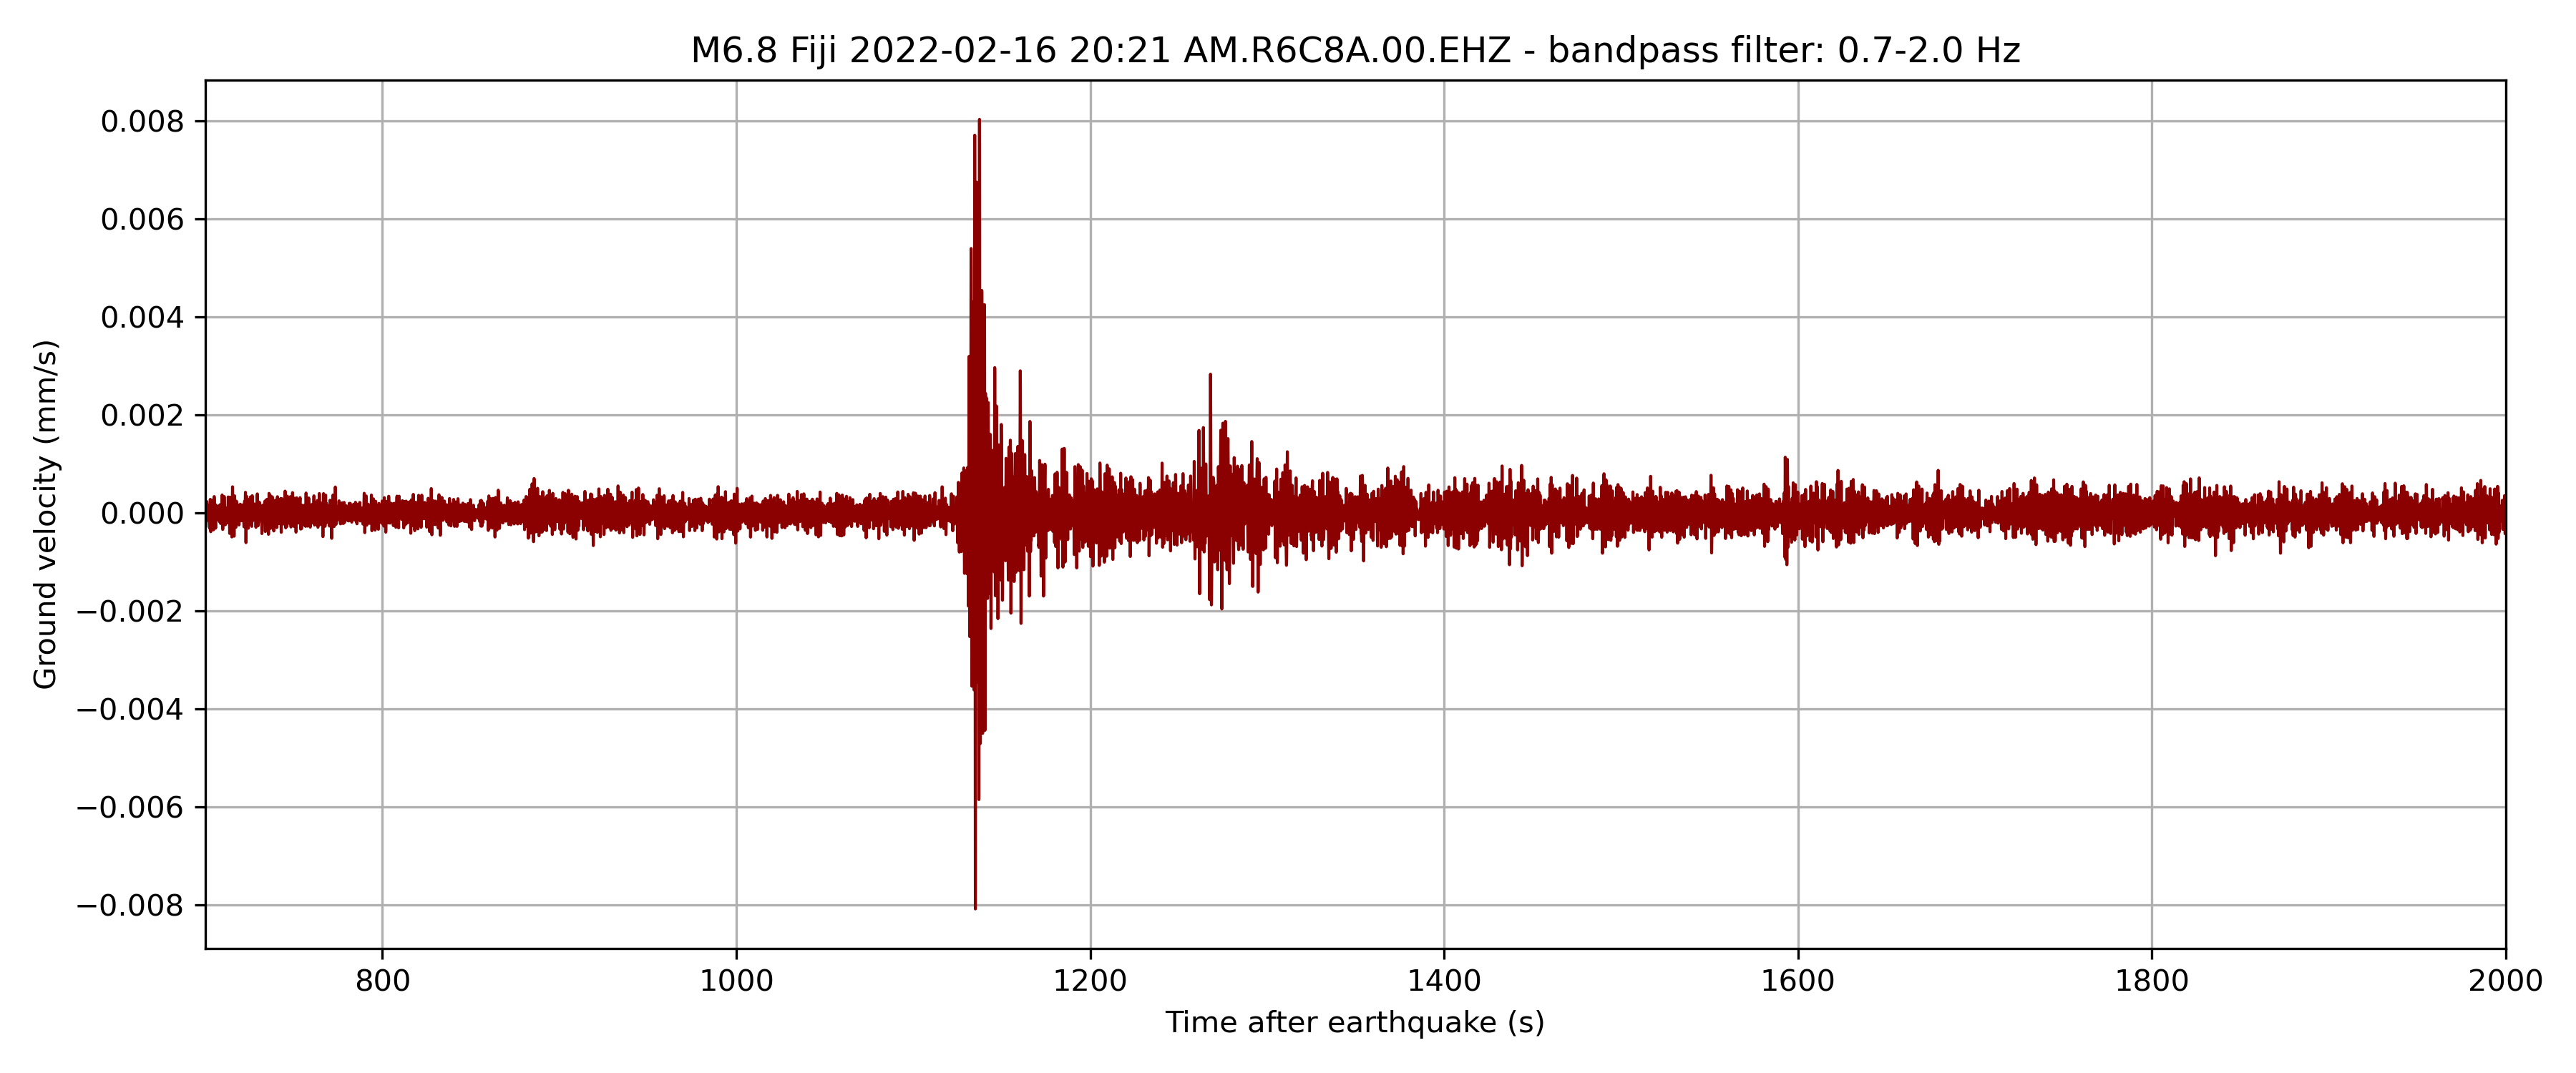 M6.8 Fiji 2022-02-16 20:21 AM.R6C8A.00.EHZ - bandpass filter: 0.7-2.0 Hz
Ground velocity (mm/s)
0.008
0.006
0.004
0.002
0.000
−0.002
−0.004
−0.006
−0.008
800 1000 1200 1400 1600 1800 2000
Time after earthquake (s)